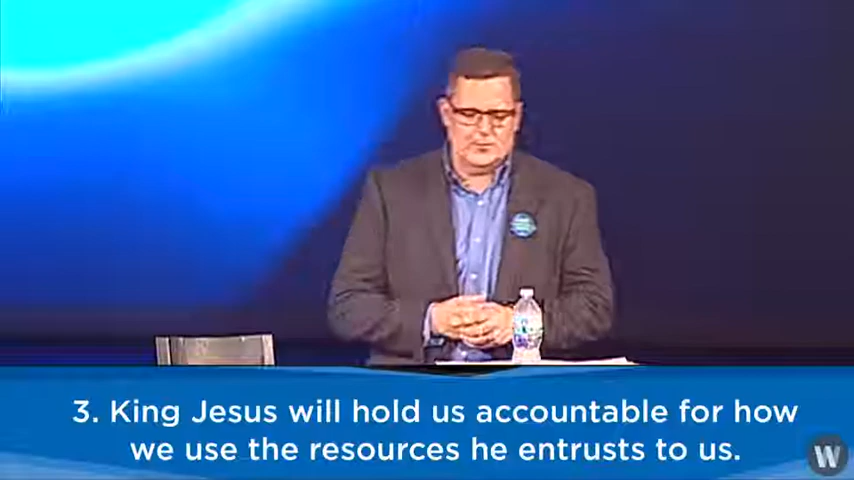 3. King Jesus will hold us accountable for how
we use the resources he entrusts to us.
W